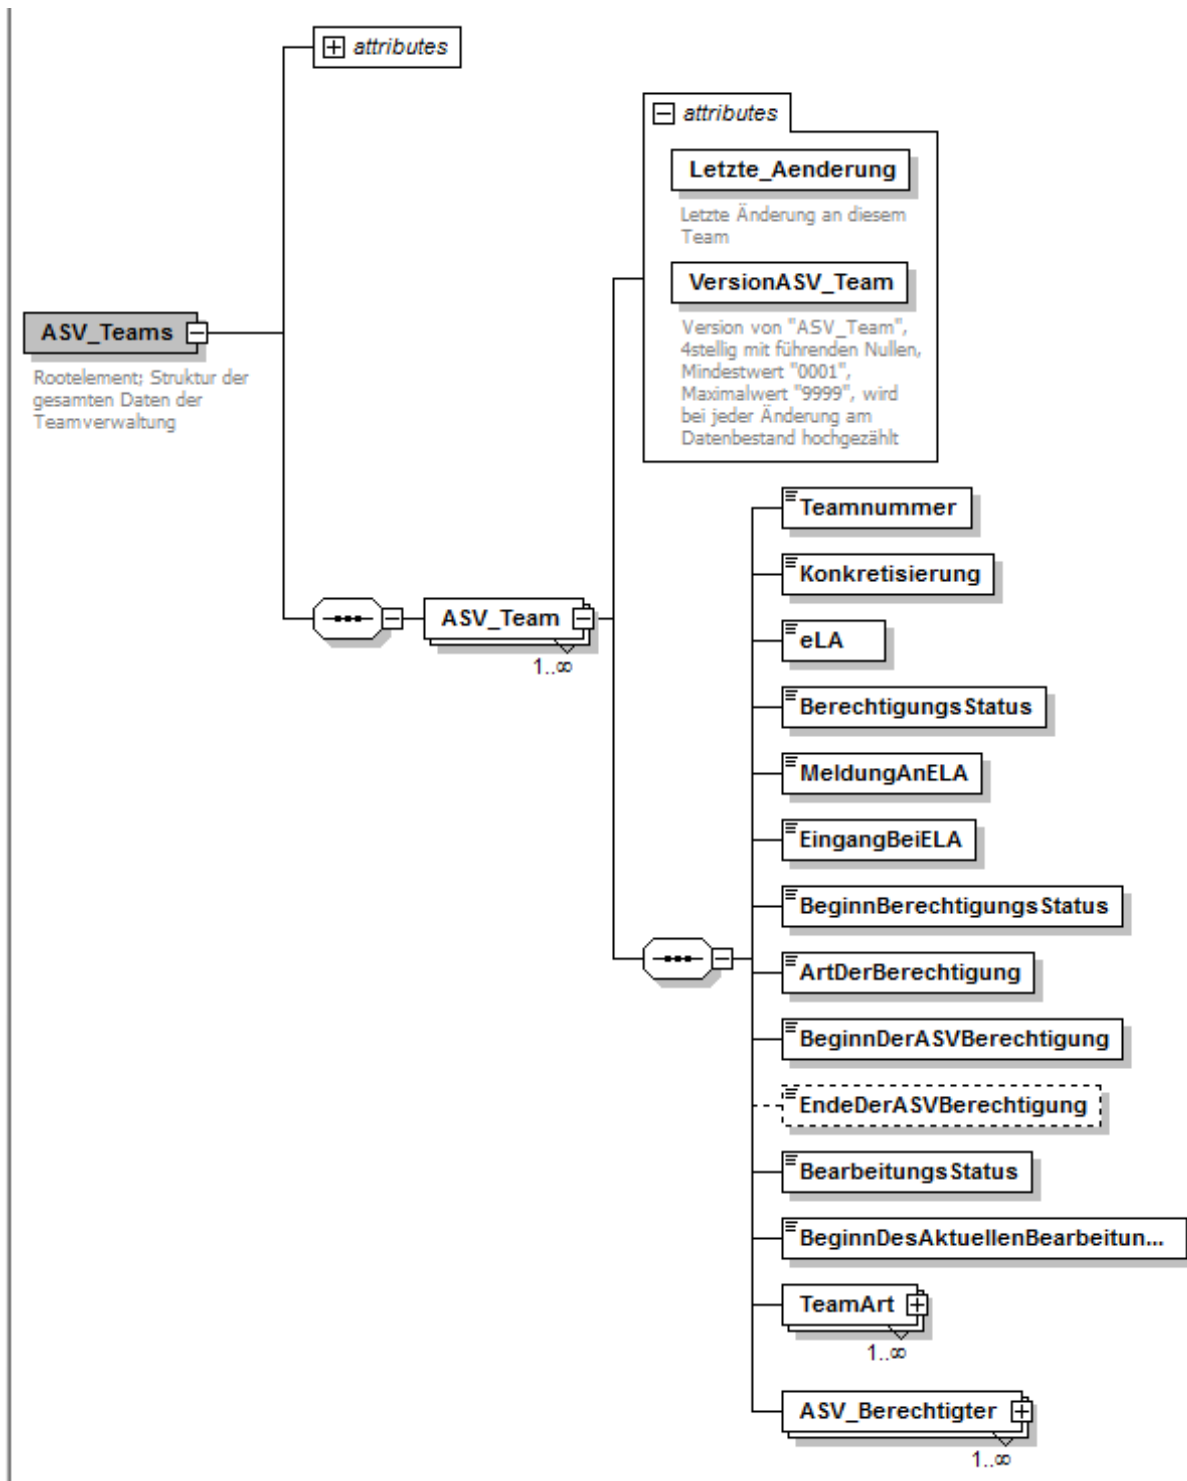 attributes
attributes
Letzte_Aenderung
Letzte Änderung an diesem
Team
VersionASV_Team
Version von "ASV_Team",
4stellig mit führenden Nullen,
Mindestwert "0001",
Maximalwert "9999", wird
bei jeder Änderung am
Datenbestand hochgezählt
ASV_Teams
Rootelement; Struktur der
gesamten Daten der
Teamverwaltung
ASV_Team
1..∞
Teamnummer
Konkretisierung
eLA
BerechtigungsStatus
MeldungAnELA
EingangBeiELA
BeginnBerechtigungsStatus
ArtDerBerechtigung
BeginnDerASVBerechtigung
EndeDerASVBerechtigung
BearbeitungsStatus
BeginnDesAktuellenBearbeitun...
TeamArt
1..∞
ASV_Berechtigter
1..∞